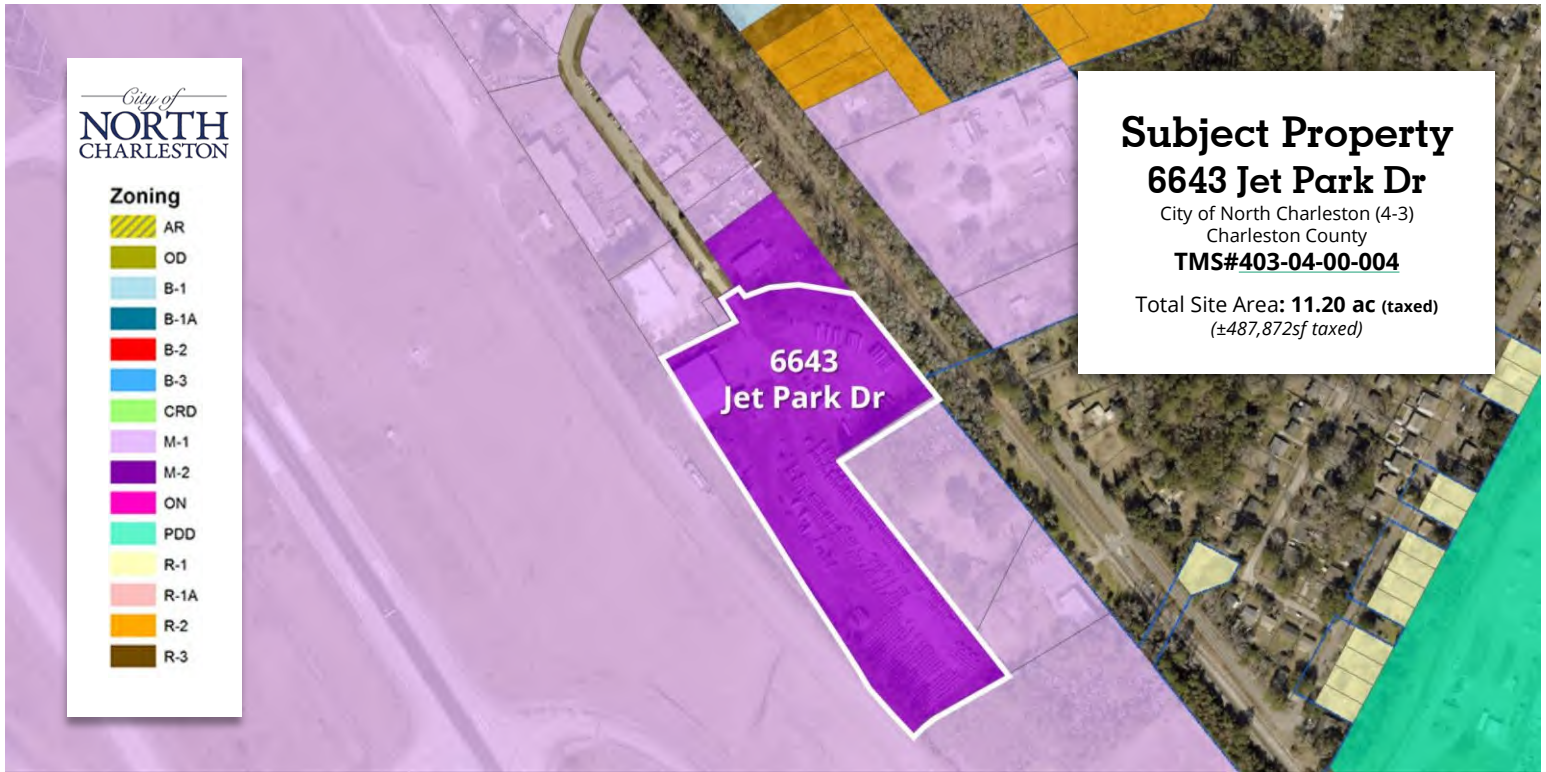 City of
NORTH
CHARLESTON
Zoning
AR
OD
B-1
B-1A
B-2
B-3
CRD
M-1
M-2
ON
PDD
R-1
R-1A
R-2
R-3
6643
Jet Park Dr
Subject Property
6643 Jet Park Dr
City of North Charleston (4-3)
Charleston County
TMS#403-04-00-004
Total Site Area: 11.20 ac (taxed)
(±487,872sf taxed)